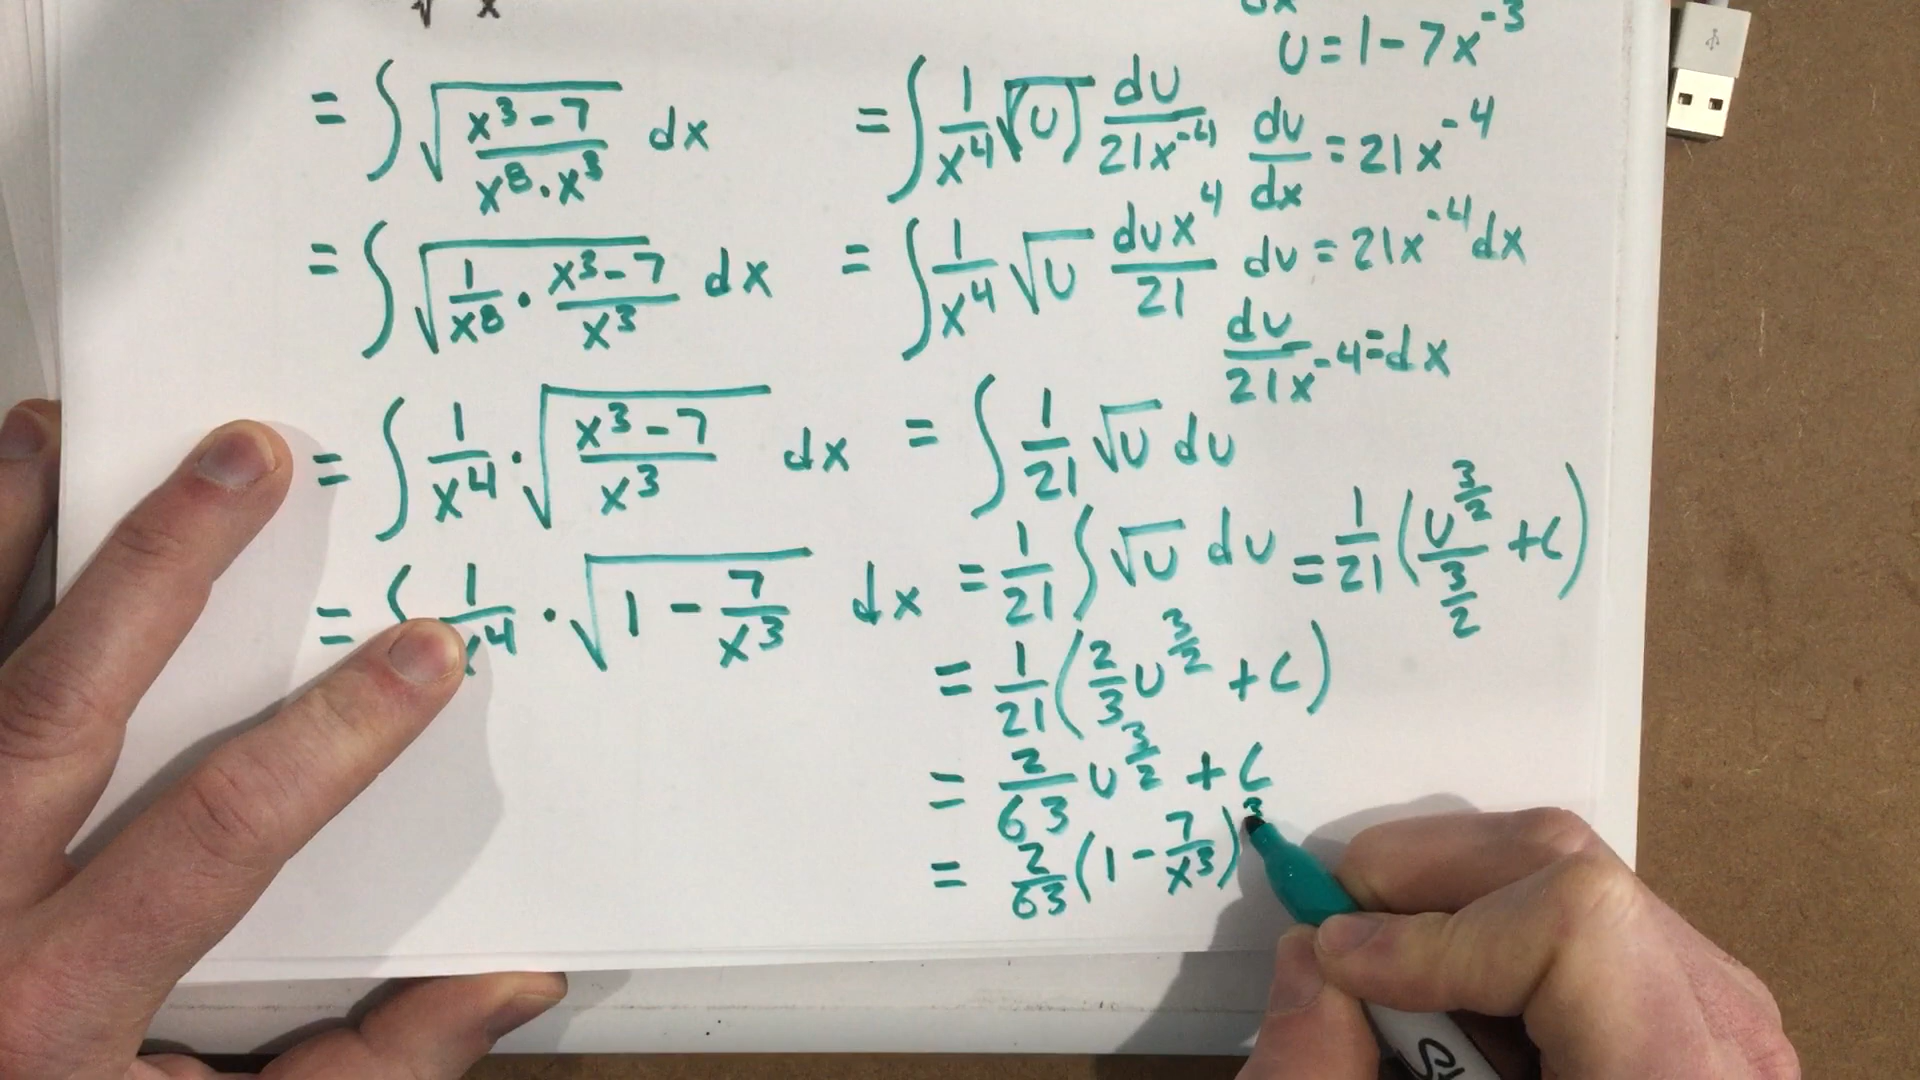 √ x
= ∫ √((x³ - 7)/(x⁸ · x³)) dx
= ∫ √(1/x⁸ · (x³ - 7)/x³) dx
= ∫ 1/x⁴ · √((x³ - 7)/x³) dx
= ∫ 1/x⁴ · √(1 - 7/x³) dx
dx
u = 1 - 7x⁻³
du/dx = 21x⁻⁴
du = 21x⁻⁴dx
du/21x⁻⁴ = dx
= ∫ 1/x⁴ √(u) du/21x⁻⁴
= ∫ 1/x⁴ √u dux⁴/21
= ∫ 1/21 √u du
= 1/21 ∫ √u du = 1/21 (u^(3/2)/(3/2) + C)
= 1/21 (2/3 u^(3/2) + C)
= 2/63 u^(3/2) + C
= 2/63 (1 - 7/x³)³